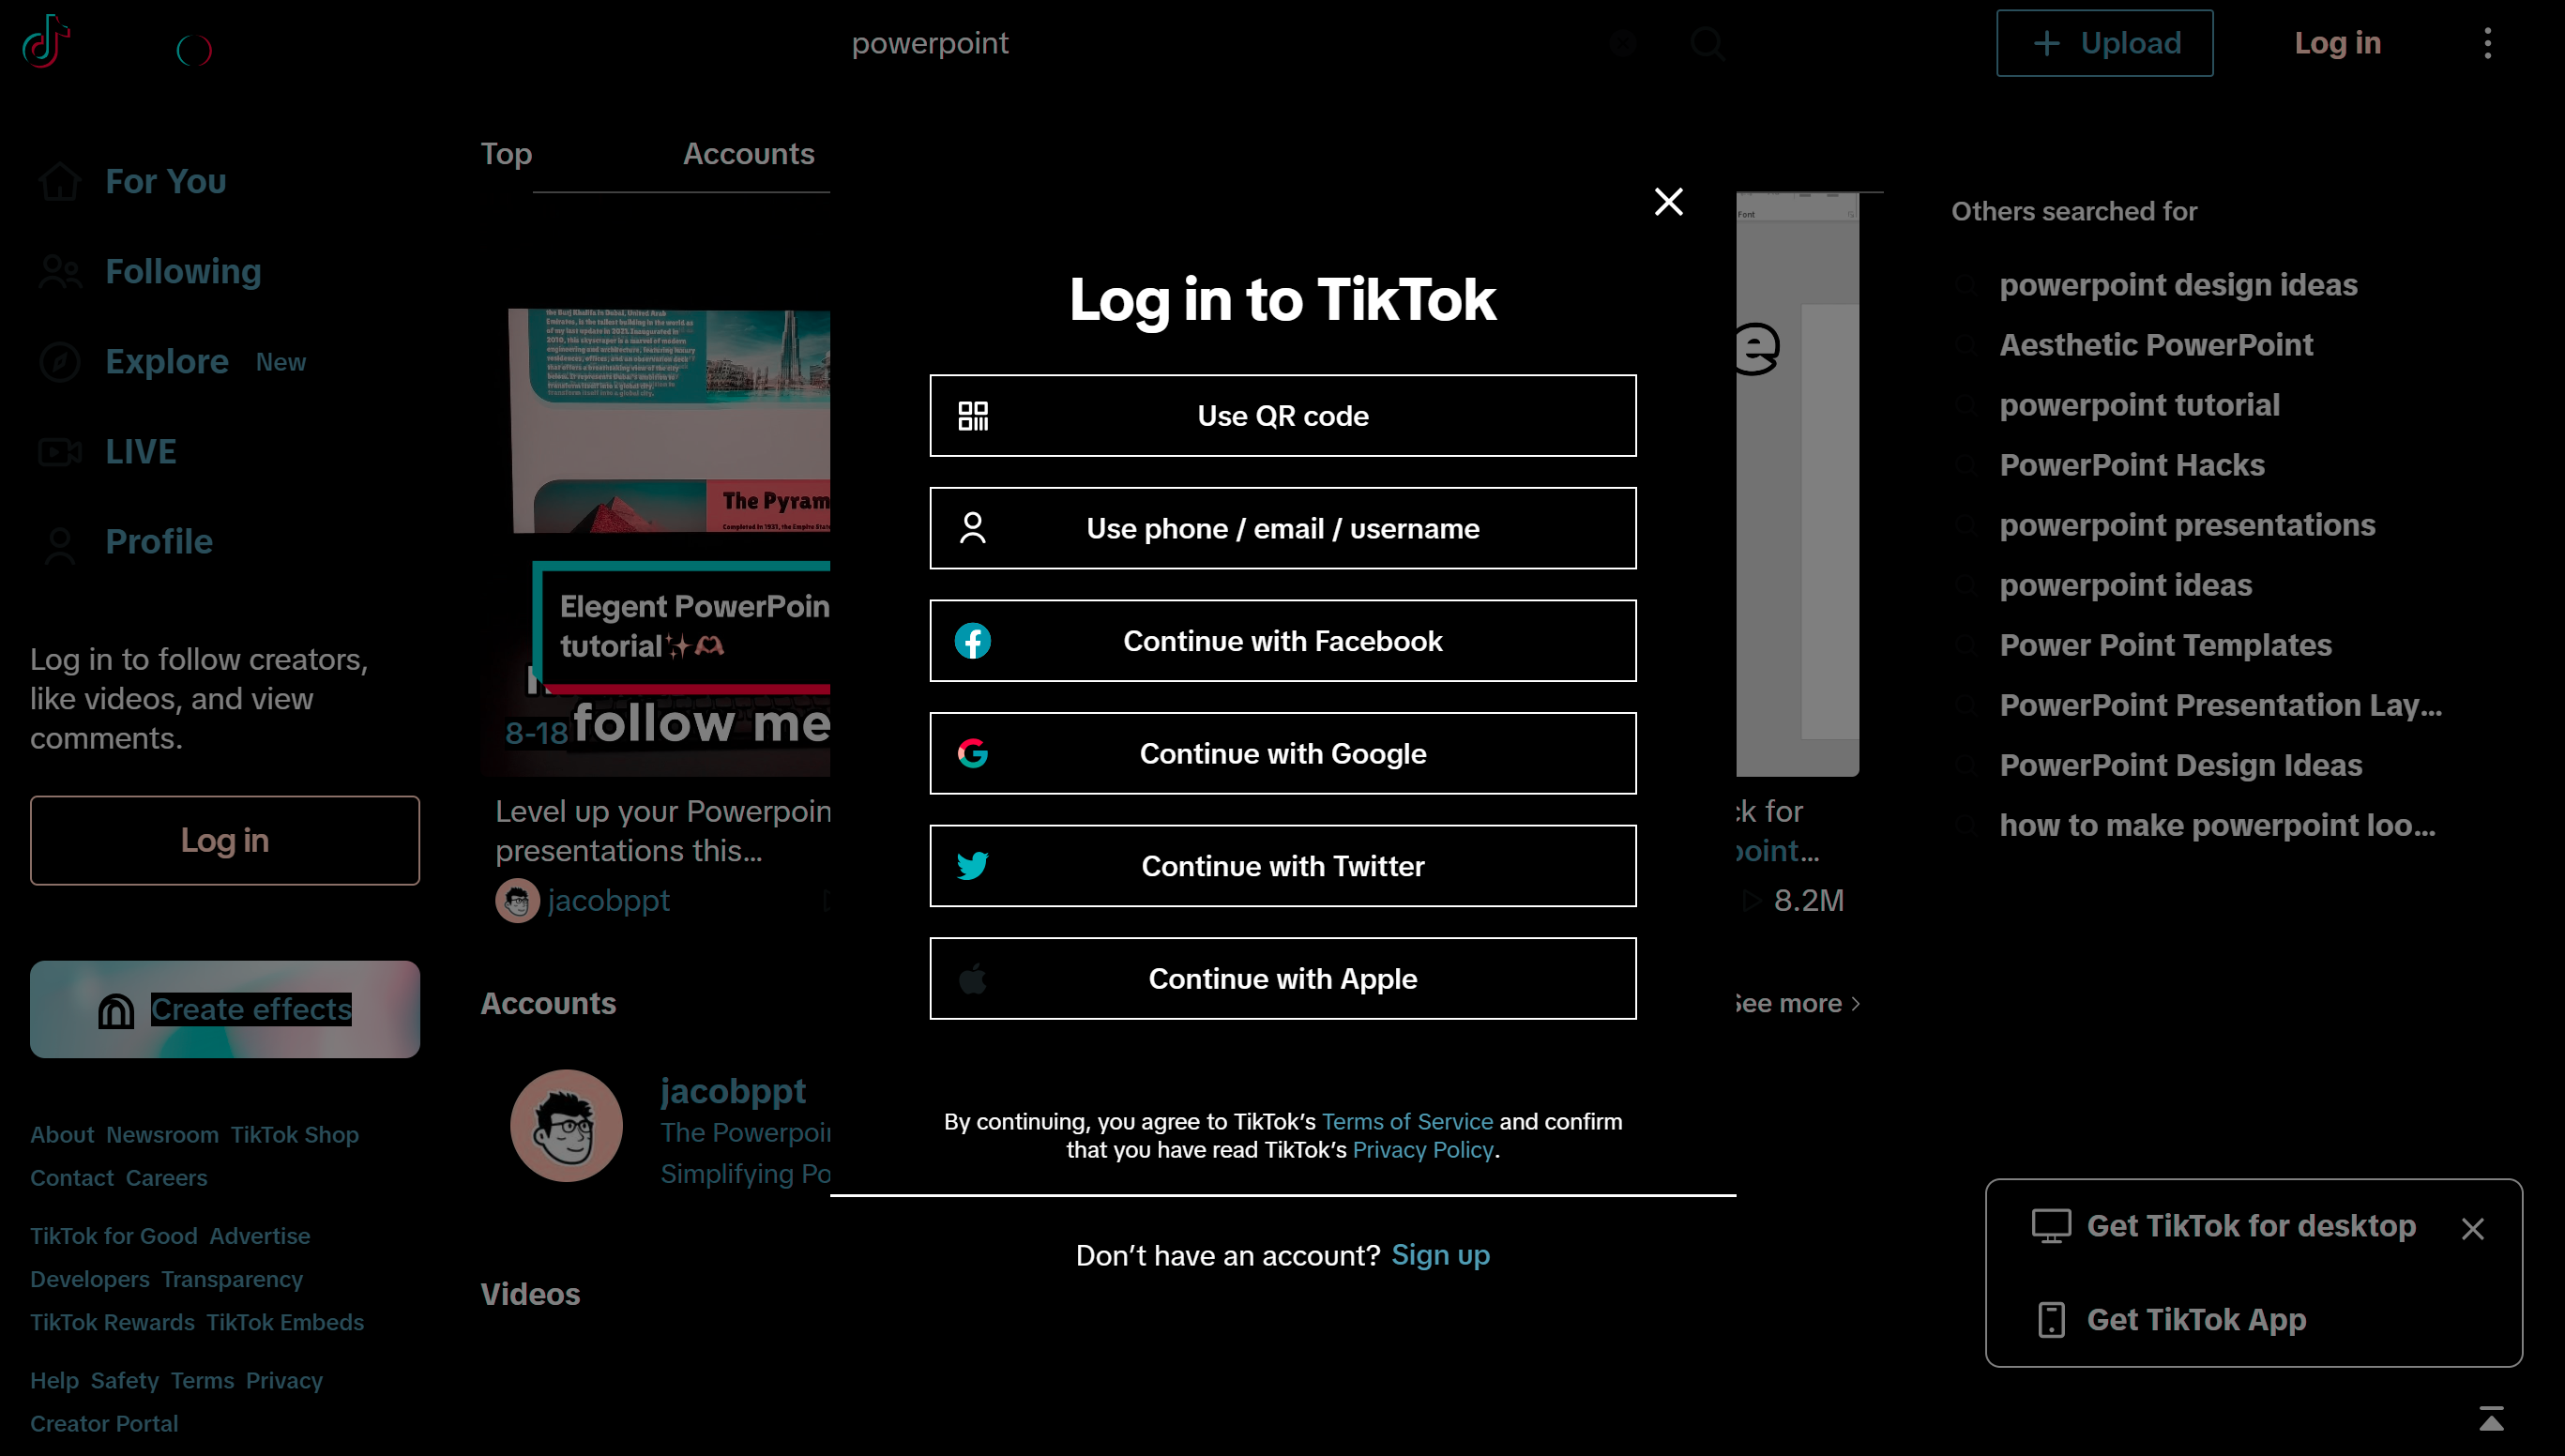 powerpoint
Upload
Log in
For You
Following
Explore New
LIVE
Profile
Log in to follow creators,
like videos, and view
comments.
Log in
Create effects
About Newsroom TikTok Shop
Contact Careers
TikTok for Good Advertise
Developers Transparency
TikTok Rewards TikTok Embeds
Help Safety Terms Privacy
Creator Portal
Top Accounts
The Pyram
Elegent PowerPoin
tutorial✨🫶
8-18
follow me
Level up your Powerpoin
presentations this...
jacobppt
Accounts
jacobppt
The Powerpoin
Simplifying Po
Videos
Log in to TikTok
Use QR code
Use phone / email / username
Continue with Facebook
Continue with Google
Continue with Twitter
Continue with Apple
By continuing, you agree to TikTok’s Terms of Service and confirm
that you have read TikTok’s Privacy Policy.
Don’t have an account? Sign up
Font
e
ck for
point...
8.2M
See more
Others searched for
powerpoint design ideas
Aesthetic PowerPoint
powerpoint tutorial
PowerPoint Hacks
powerpoint presentations
powerpoint ideas
Power Point Templates
PowerPoint Presentation Lay...
PowerPoint Design Ideas
how to make powerpoint loo...
Get TikTok for desktop
Get TikTok App